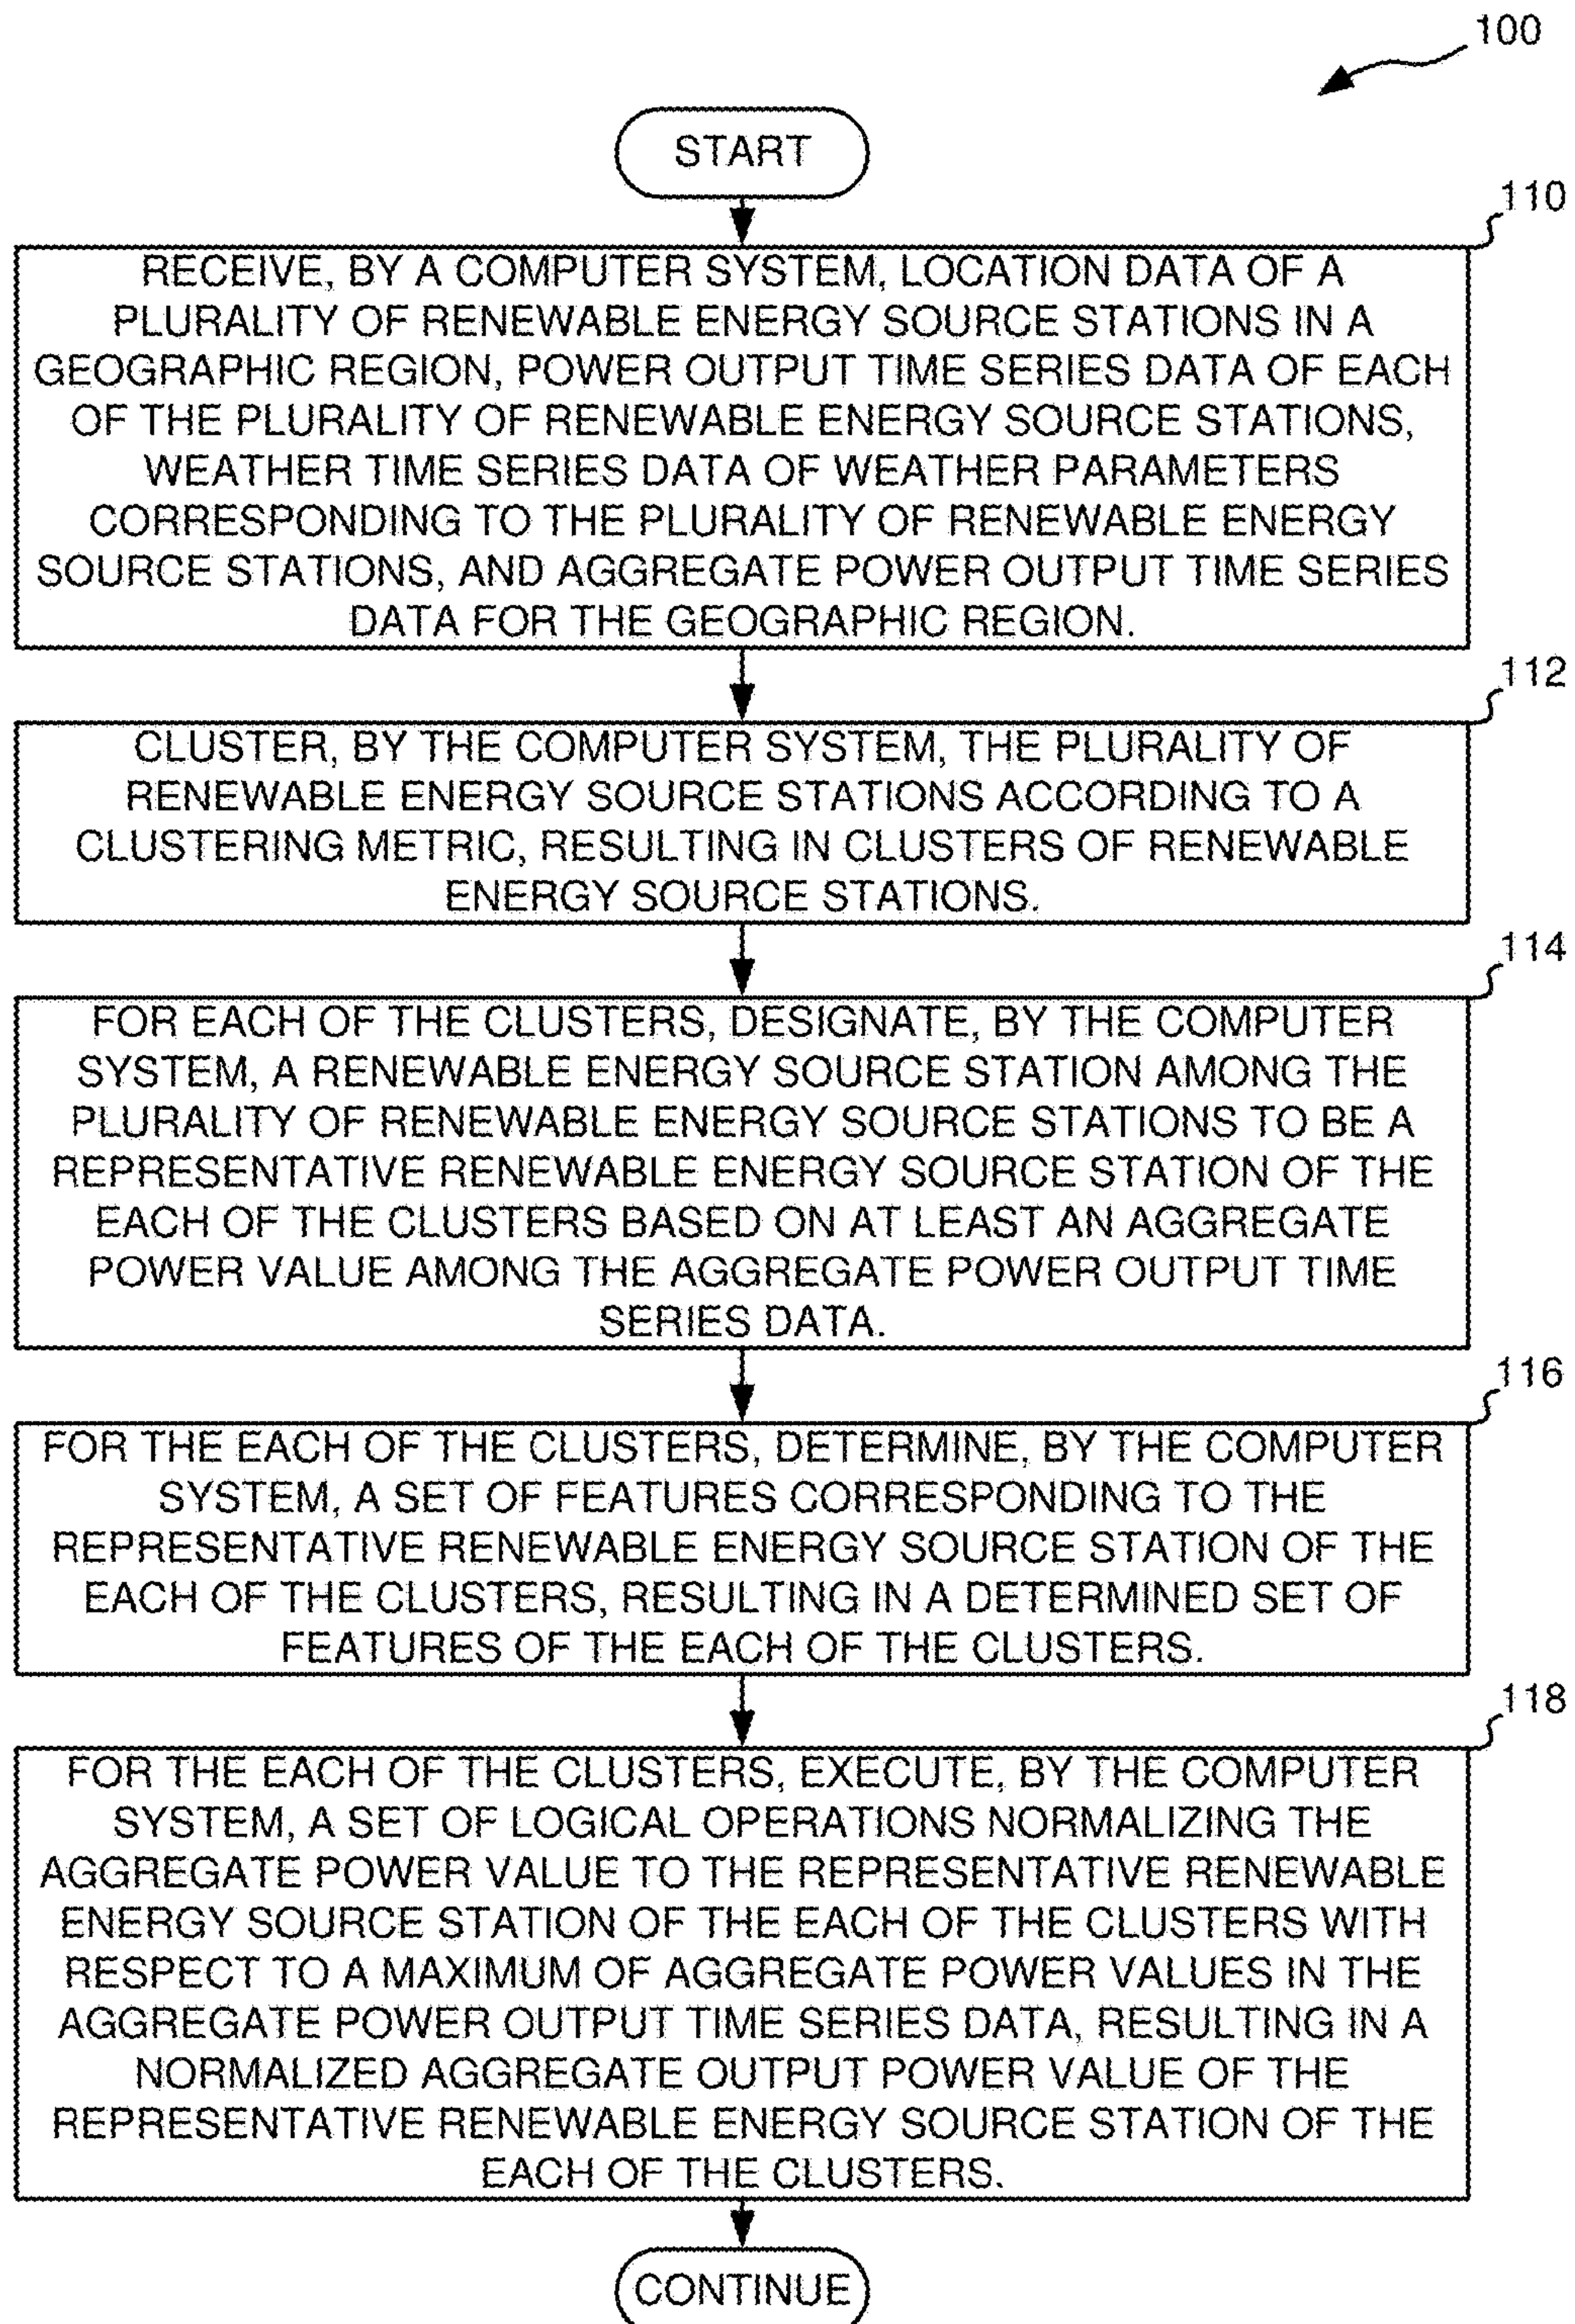 100
START
110
RECEIVE, BY A COMPUTER SYSTEM, LOCATION DATA OF A
PLURALITY OF RENEWABLE ENERGY SOURCE STATIONS IN A
GEOGRAPHIC REGION, POWER OUTPUT TIME SERIES DATA OF EACH
OF THE PLURALITY OF RENEWABLE ENERGY SOURCE STATIONS,
WEATHER TIME SERIES DATA OF WEATHER PARAMETERS
CORRESPONDING TO THE PLURALITY OF RENEWABLE ENERGY
SOURCE STATIONS, AND AGGREGATE POWER OUTPUT TIME SERIES
DATA FOR THE GEOGRAPHIC REGION.
112
CLUSTER, BY THE COMPUTER SYSTEM, THE PLURALITY OF
RENEWABLE ENERGY SOURCE STATIONS ACCORDING TO A
CLUSTERING METRIC, RESULTING IN CLUSTERS OF RENEWABLE
ENERGY SOURCE STATIONS.
114
FOR EACH OF THE CLUSTERS, DESIGNATE, BY THE COMPUTER
SYSTEM, A RENEWABLE ENERGY SOURCE STATION AMONG THE
PLURALITY OF RENEWABLE ENERGY SOURCE STATIONS TO BE A
REPRESENTATIVE RENEWABLE ENERGY SOURCE STATION OF THE
EACH OF THE CLUSTERS BASED ON AT LEAST AN AGGREGATE
POWER VALUE AMONG THE AGGREGATE POWER OUTPUT TIME
SERIES DATA.
116
FOR THE EACH OF THE CLUSTERS, DETERMINE, BY THE COMPUTER
SYSTEM, A SET OF FEATURES CORRESPONDING TO THE
REPRESENTATIVE RENEWABLE ENERGY SOURCE STATION OF THE
EACH OF THE CLUSTERS, RESULTING IN A DETERMINED SET OF
FEATURES OF THE EACH OF THE CLUSTERS.
118
FOR THE EACH OF THE CLUSTERS, EXECUTE, BY THE COMPUTER
SYSTEM, A SET OF LOGICAL OPERATIONS NORMALIZING THE
AGGREGATE POWER VALUE TO THE REPRESENTATIVE RENEWABLE
ENERGY SOURCE STATION OF THE EACH OF THE CLUSTERS WITH
RESPECT TO A MAXIMUM OF AGGREGATE POWER VALUES IN THE
AGGREGATE POWER OUTPUT TIME SERIES DATA, RESULTING IN A
NORMALIZED AGGREGATE OUTPUT POWER VALUE OF THE
REPRESENTATIVE RENEWABLE ENERGY SOURCE STATION OF THE
EACH OF THE CLUSTERS.
CONTINUE